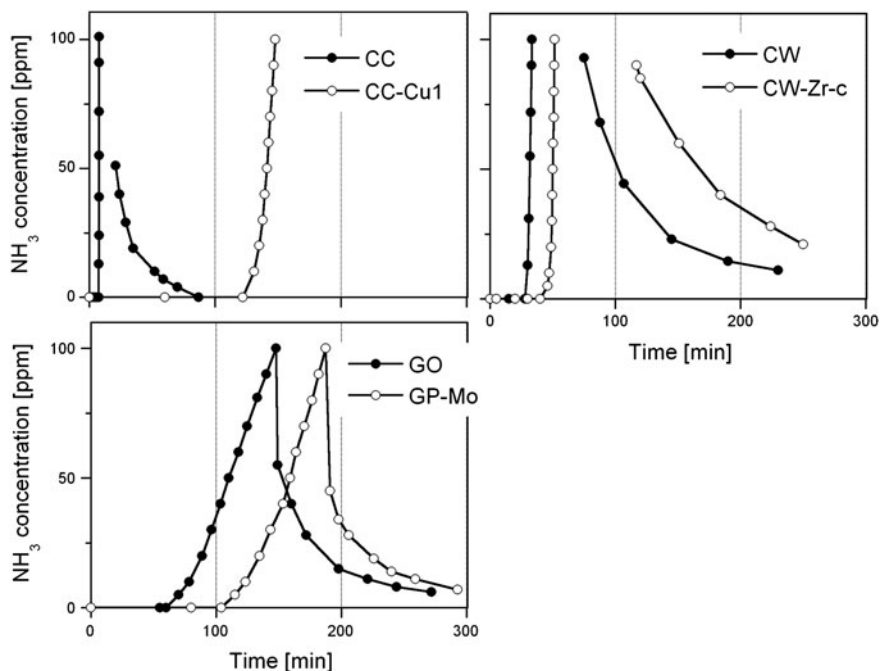 100
50
0
NH3 concentration [ppm]
CC
CC-Cu1
CW
CW-Zr-c
0
100
200
300
Time [min]
100
50
0
NH3 concentration [ppm]
GO
GP-Mo
0
100
200
300
Time [min]